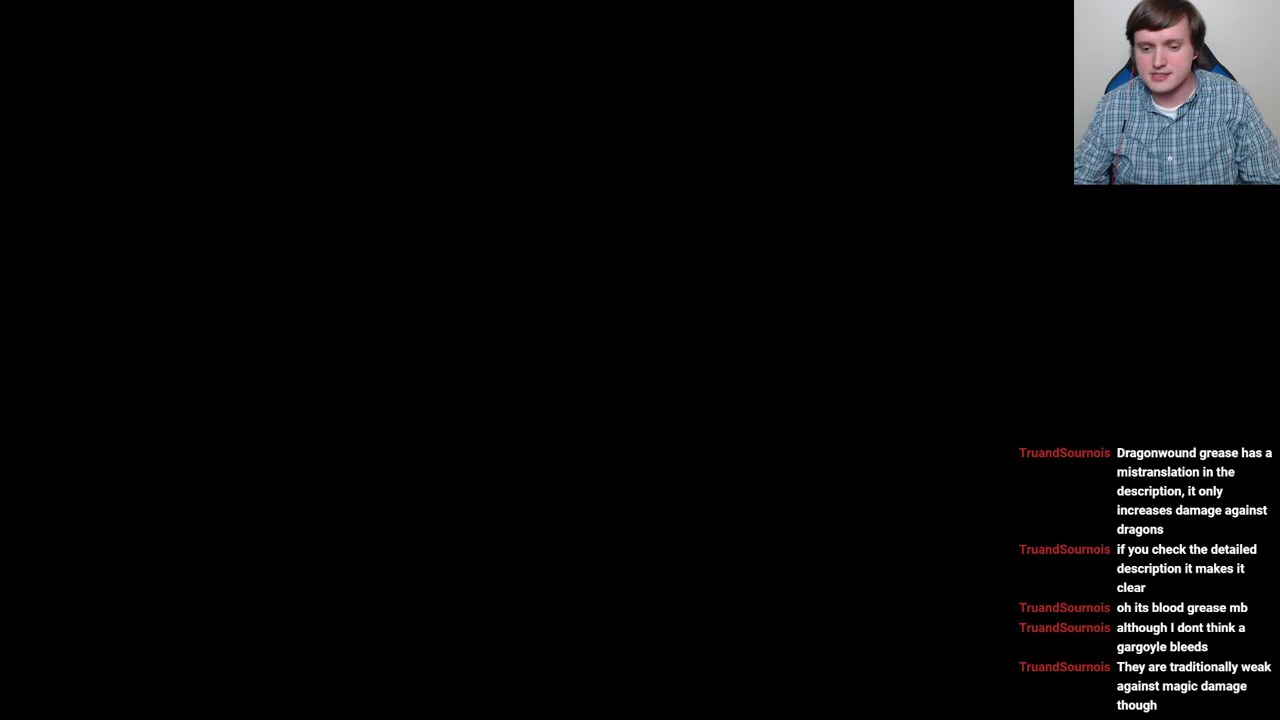 TruandSournois Dragonwound grease has a
mistranslation in the
description, it only
increases damage against
dragons
TruandSournois if you check the detailed
description it makes it
clear
TruandSournois oh its blood grease mb
TruandSournois although I dont think a
gargoyle bleeds
TruandSournois They are traditionally weak
against magic damage
though